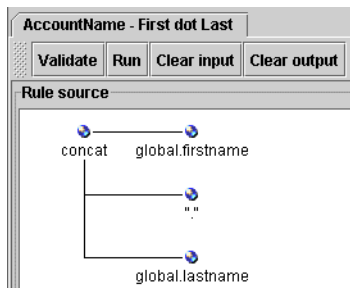 AccountName - First dot Last
Validate Run Clear input Clear output
Rule source
concat global.firstname
"."
global.lastname